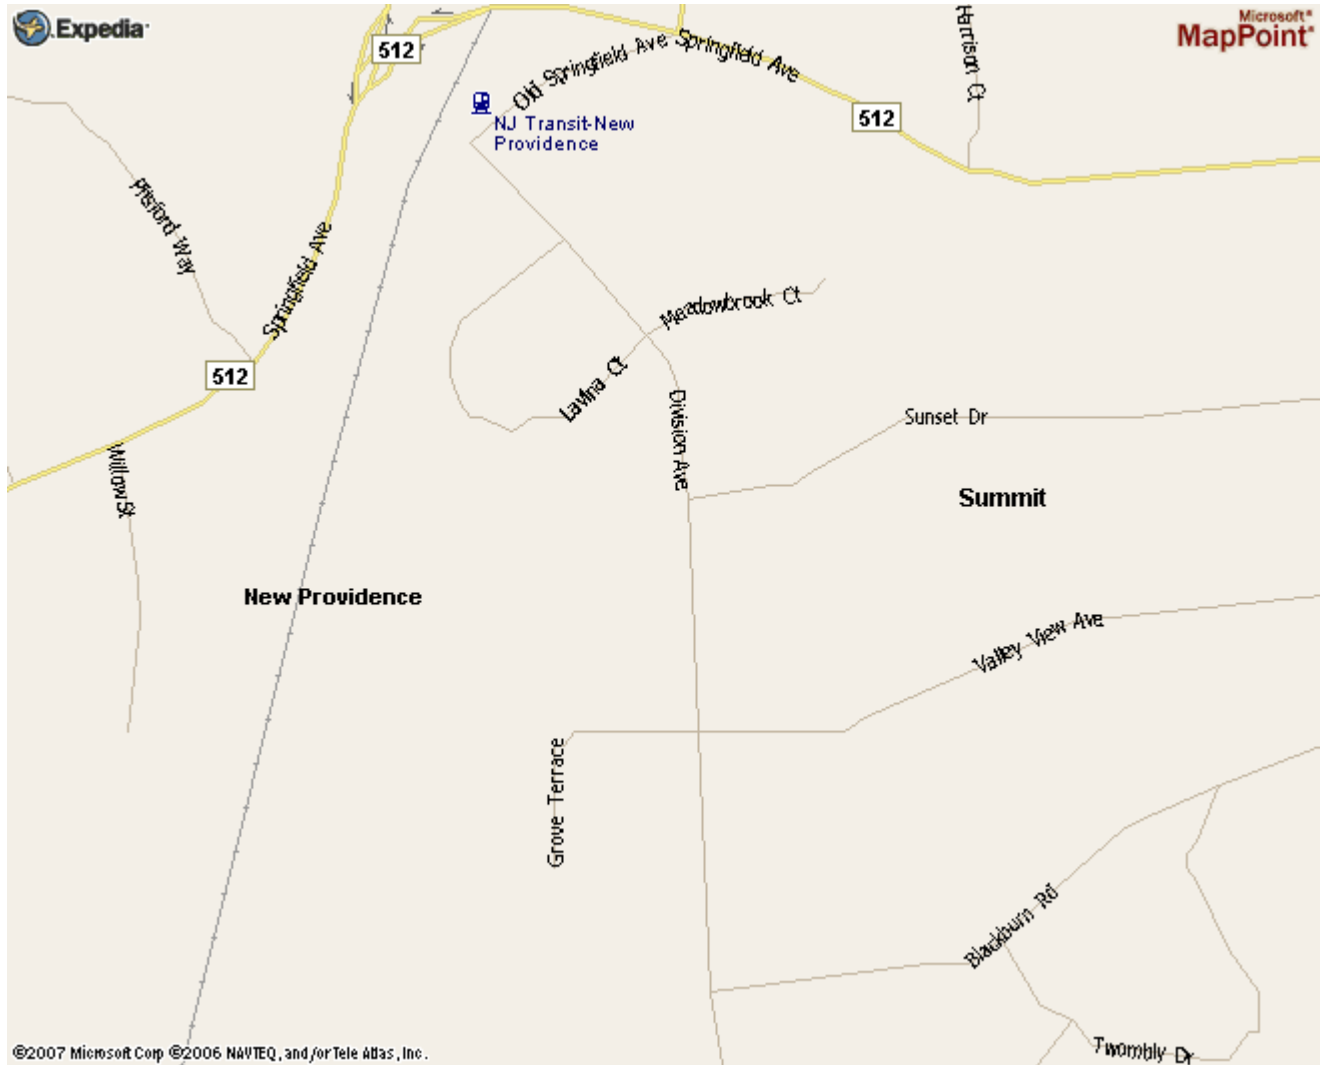 Expedia
Microsoft®
MapPoint®
512
Old Springfield Ave
Springfield Ave
Harrison Ct
512
NJ Transit-New
Providence
Pittsford Way
Springfield Ave
Meadowbrook Ct
512
Lavina Ct
Division Ave
Sunset Dr
Willow St
Summit
New Providence
Valley View Ave
Grove Terrace
Blackburn Rd
Twombly Dr
©2007 Microsoft Corp ©2006 NAVTEQ, and/or Tele Atlas, Inc.